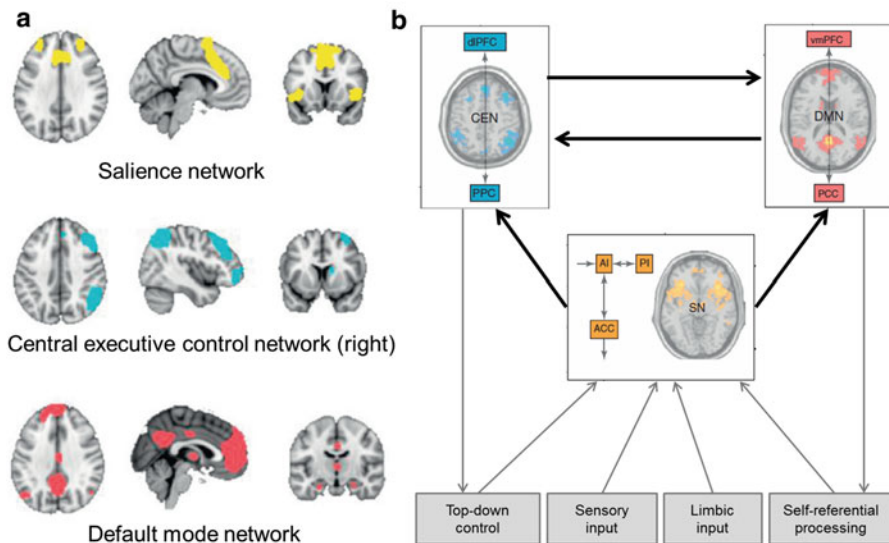 a
Salience network
Central executive control network (right)
Default mode network
b
dlPFC
CEN
PPC
vmPFC
DMN
PCC
AI
PI
SN
ACC
Top-down
control
Sensory
input
Limbic
input
Self-referential
processing